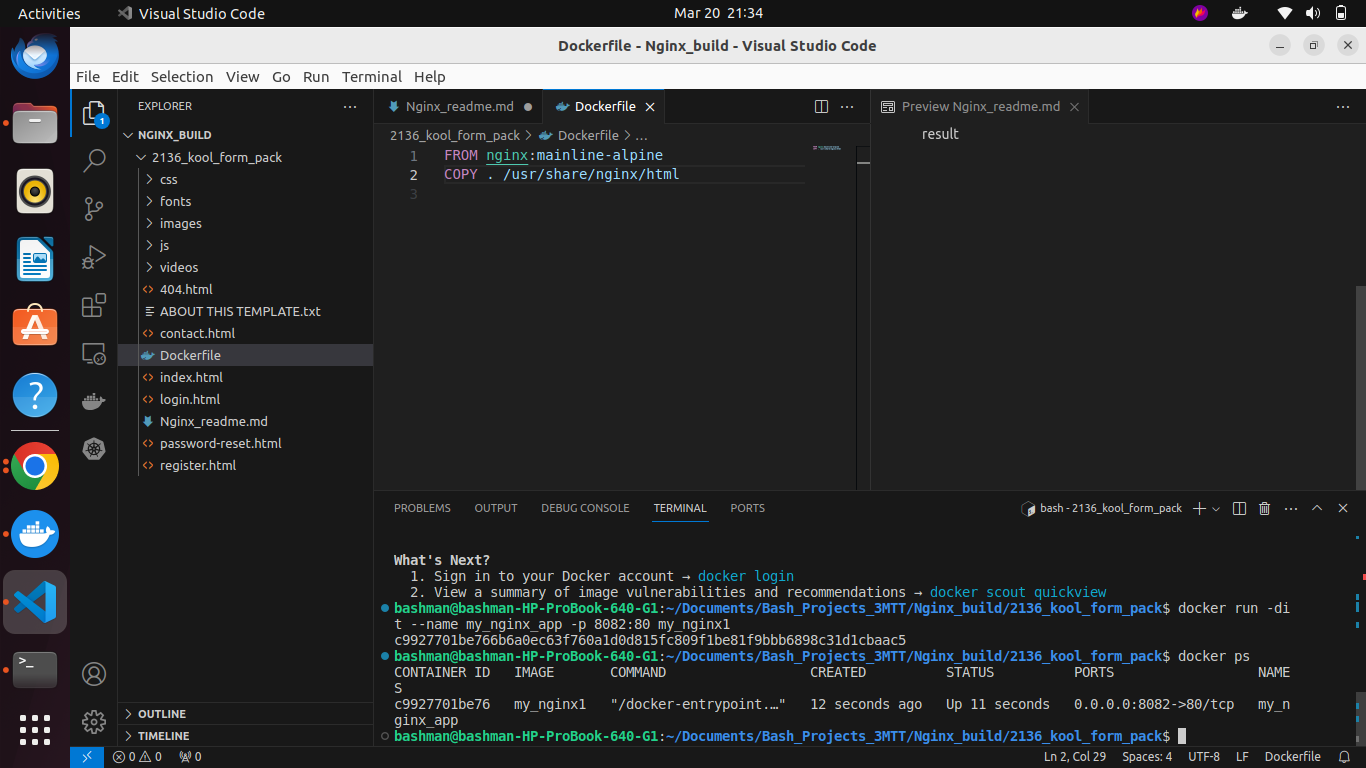 Activities
Visual Studio Code
Mar 20 21:34
Dockerfile - Nginx_build - Visual Studio Code
File Edit Selection View Go Run Terminal Help
EXPLORER
NGINX_BUILD
2136_kool_form_pack
css
fonts
images
js
videos
404.html
ABOUT THIS TEMPLATE.txt
contact.html
Dockerfile
index.html
login.html
Nginx_readme.md
password-reset.html
register.html
OUTLINE
TIMELINE
1
Nginx_readme.md
Dockerfile
2136_kool_form_pack > Dockerfile > ...
1 FROM nginx:mainline-alpine
2 COPY . /usr/share/nginx/html
3
Preview Nginx_readme.md
result
PROBLEMS OUTPUT DEBUG CONSOLE TERMINAL PORTS
bash - 2136_kool_form_pack
What's Next?
1. Sign in to your Docker account → docker login
2. View a summary of image vulnerabilities and recommendations → docker scout quickview
bashman@bashman-HP-ProBook-640-G1:~/Documents/Bash_Projects_3MTT/Nginx_build/2136_kool_form_pack$ docker run -di
t --name my_nginx_app -p 8082:80 my_nginx1
c9927701be766b6a0ec63f760a1d0d815fc809f1be81f9bbb6898c31d1cbaac5
bashman@bashman-HP-ProBook-640-G1:~/Documents/Bash_Projects_3MTT/Nginx_build/2136_kool_form_pack$ docker ps
CONTAINER ID IMAGE COMMAND CREATED STATUS PORTS NAME
S
c9927701be76 my_nginx1 "/docker-entrypoint.…" 12 seconds ago Up 11 seconds 0.0.0.0:8082->80/tcp my_n
ginx_app
bashman@bashman-HP-ProBook-640-G1:~/Documents/Bash_Projects_3MTT/Nginx_build/2136_kool_form_pack$
0 0 0
Ln 2, Col 29 Spaces: 4 UTF-8 LF Dockerfile